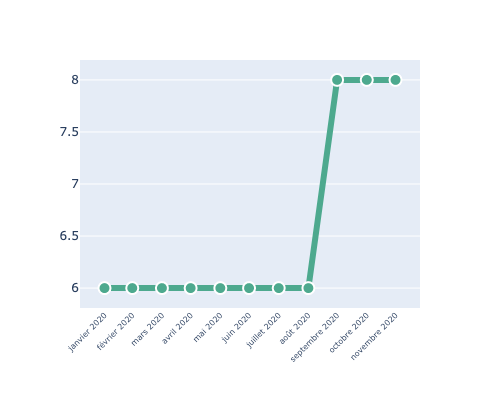 8
7.5
7
6.5
6
janvier 2020
février 2020
mars 2020
avril 2020
mai 2020
juin 2020
juillet 2020
août 2020
septembre 2020
octobre 2020
novembre 2020